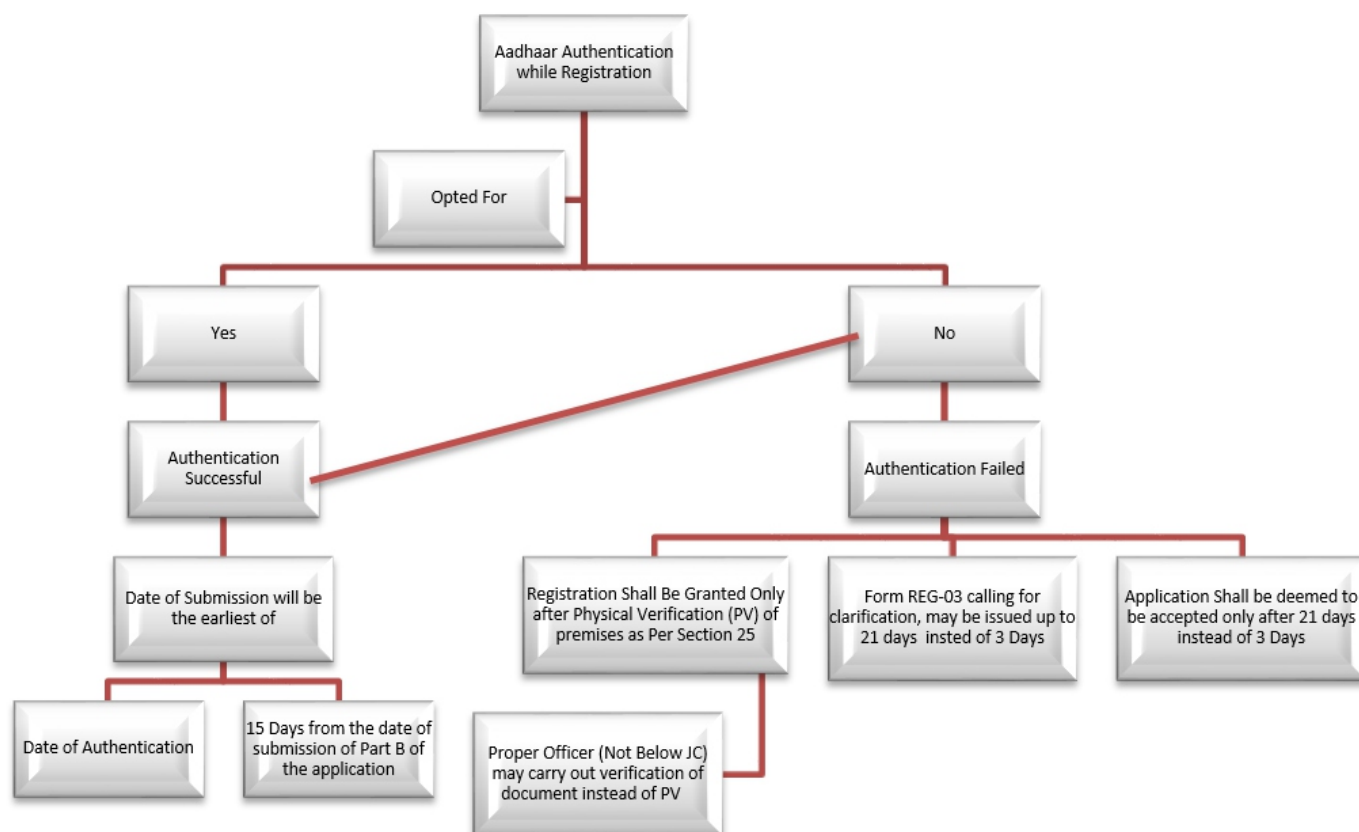 Aadhaar Authentication
while Registration
Opted For
Yes
No
Authentication
Successful
Authentication Failed
Date of Submission will be
the earliest of
Registration Shall Be Granted Only
after Physical Verification (PV) of
premises as Per Section 25
Form REG-03 calling for
clarification, may be issued up to
21 days insted of 3 Days
Application Shall be deemed to
be accepted only after 21 days
instead of 3 Days
Date of Authentication
15 Days from the date of
submission of Part B of
the application
Proper Officer (Not Below JC)
may carry out verification of
document instead of PV